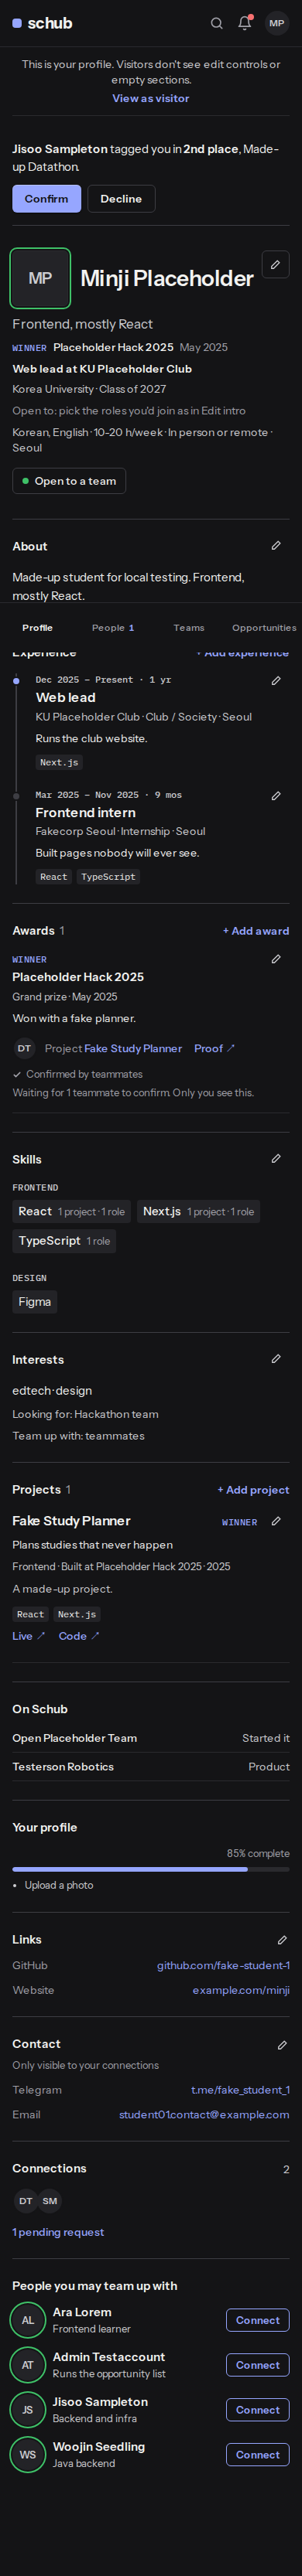 schub
MP
This is your profile. Visitors don't see edit controls or
empty sections.
View as visitor
Jisoo Sampleton tagged you in 2nd place, Made-
up Datathon.
Confirm
Decline
MP
Minji Placeholder
Frontend, mostly React
WINNER Placeholder Hack 2025 May 2025
Web lead at KU Placeholder Club
Korea University · Class of 2027
Open to: pick the roles you'd join as in Edit intro
Korean, English · 10-20 h/week · In person or remote ·
Seoul
Open to a team
About
Made-up student for local testing. Frontend,
mostly React.
Profile
People 1
Teams
Opportunities
Experience
+ Add experience
Dec 2025 – Present · 1 yr
Web lead
KU Placeholder Club · Club / Society · Seoul
Runs the club website.
Next.js
Mar 2025 – Nov 2025 · 9 mos
Frontend intern
Fakecorp Seoul · Internship · Seoul
Built pages nobody will ever see.
React TypeScript
Awards 1
+ Add award
WINNER
Placeholder Hack 2025
Grand prize · May 2025
Won with a fake planner.
DT Project Fake Study Planner Proof ↗
✓ Confirmed by teammates
Waiting for 1 teammate to confirm. Only you see this.
Skills
FRONTEND
React 1 project · 1 role
Next.js 1 project · 1 role
TypeScript 1 role
DESIGN
Figma
Interests
edtech · design
Looking for: Hackathon team
Team up with: teammates
Projects 1
+ Add project
Fake Study Planner
WINNER
Plans studies that never happen
Frontend · Built at Placeholder Hack 2025 · 2025
A made-up project.
React Next.js
Live ↗ Code ↗
On Schub
Open Placeholder Team Started it
Testerson Robotics Product
Your profile
85% complete
• Upload a photo
Links
GitHub github.com/fake-student-1
Website example.com/minji
Contact
Only visible to your connections
Telegram t.me/fake_student_1
Email student01.contact@example.com
Connections 2
DT SM
1 pending request
People you may team up with
AL
Ara Lorem
Frontend learner
Connect
AT
Admin Testaccount
Runs the opportunity list
Connect
JS
Jisoo Sampleton
Backend and infra
Connect
WS
Woojin Seedling
Java backend
Connect